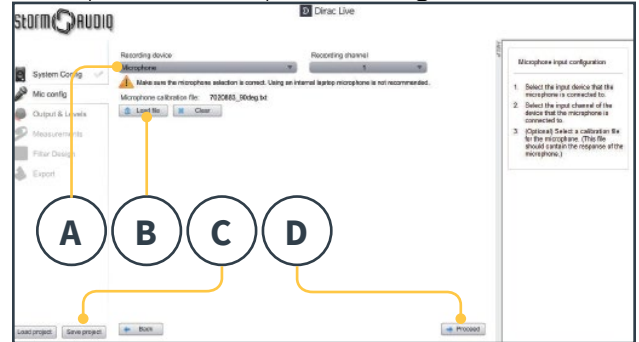 STORM AUDIO
Dirac Live
Recording device
Recording channel
Microphone
1
Make sure the microphone selection is correct. Using an internal laptop microphone is not recommended.
Microphone calibration file: 7020883_90deg.txt
Load file
Clear
System Config
Mic config
Output & Levels
Measurements
Filter Design
Export
A
B
C
D
Load project
Save project
Back
Proceed
Microphone input configuration
1. Select the input device that the
microphone is connected to.
2. Select the input channel of the
device that the microphone is
connected to.
3. (Optional) Select a calibration file
for the microphone. (This file
should contain the response of the
microphone.)